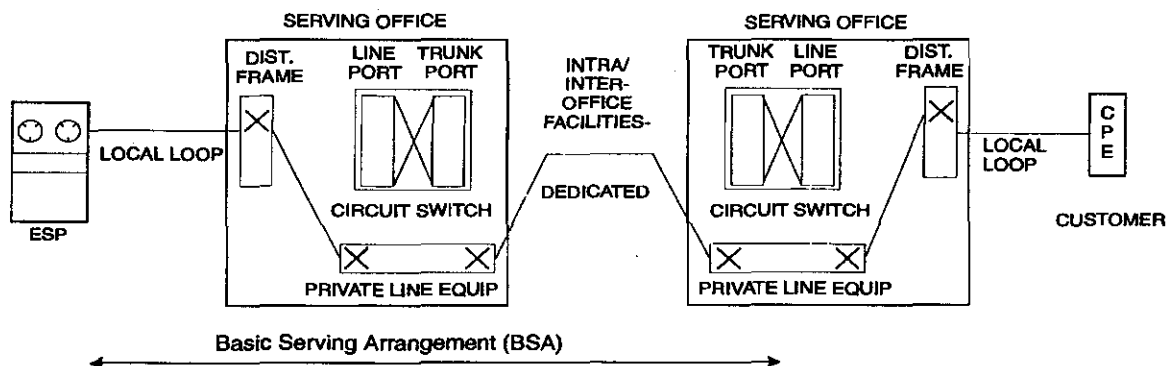 SERVING OFFICE
DIST.
FRAME
LINE
PORT
TRUNK
PORT
CIRCUIT SWITCH
PRIVATE LINE EQUIP
ESP
LOCAL LOOP
INTRA/
INTER-
OFFICE
FACILITIES-
DEDICATED
SERVING OFFICE
TRUNK
PORT
LINE
PORT
DIST.
FRAME
CIRCUIT SWITCH
PRIVATE LINE EQUIP
LOCAL
LOOP
CPE
CUSTOMER
Basic Serving Arrangement (BSA)